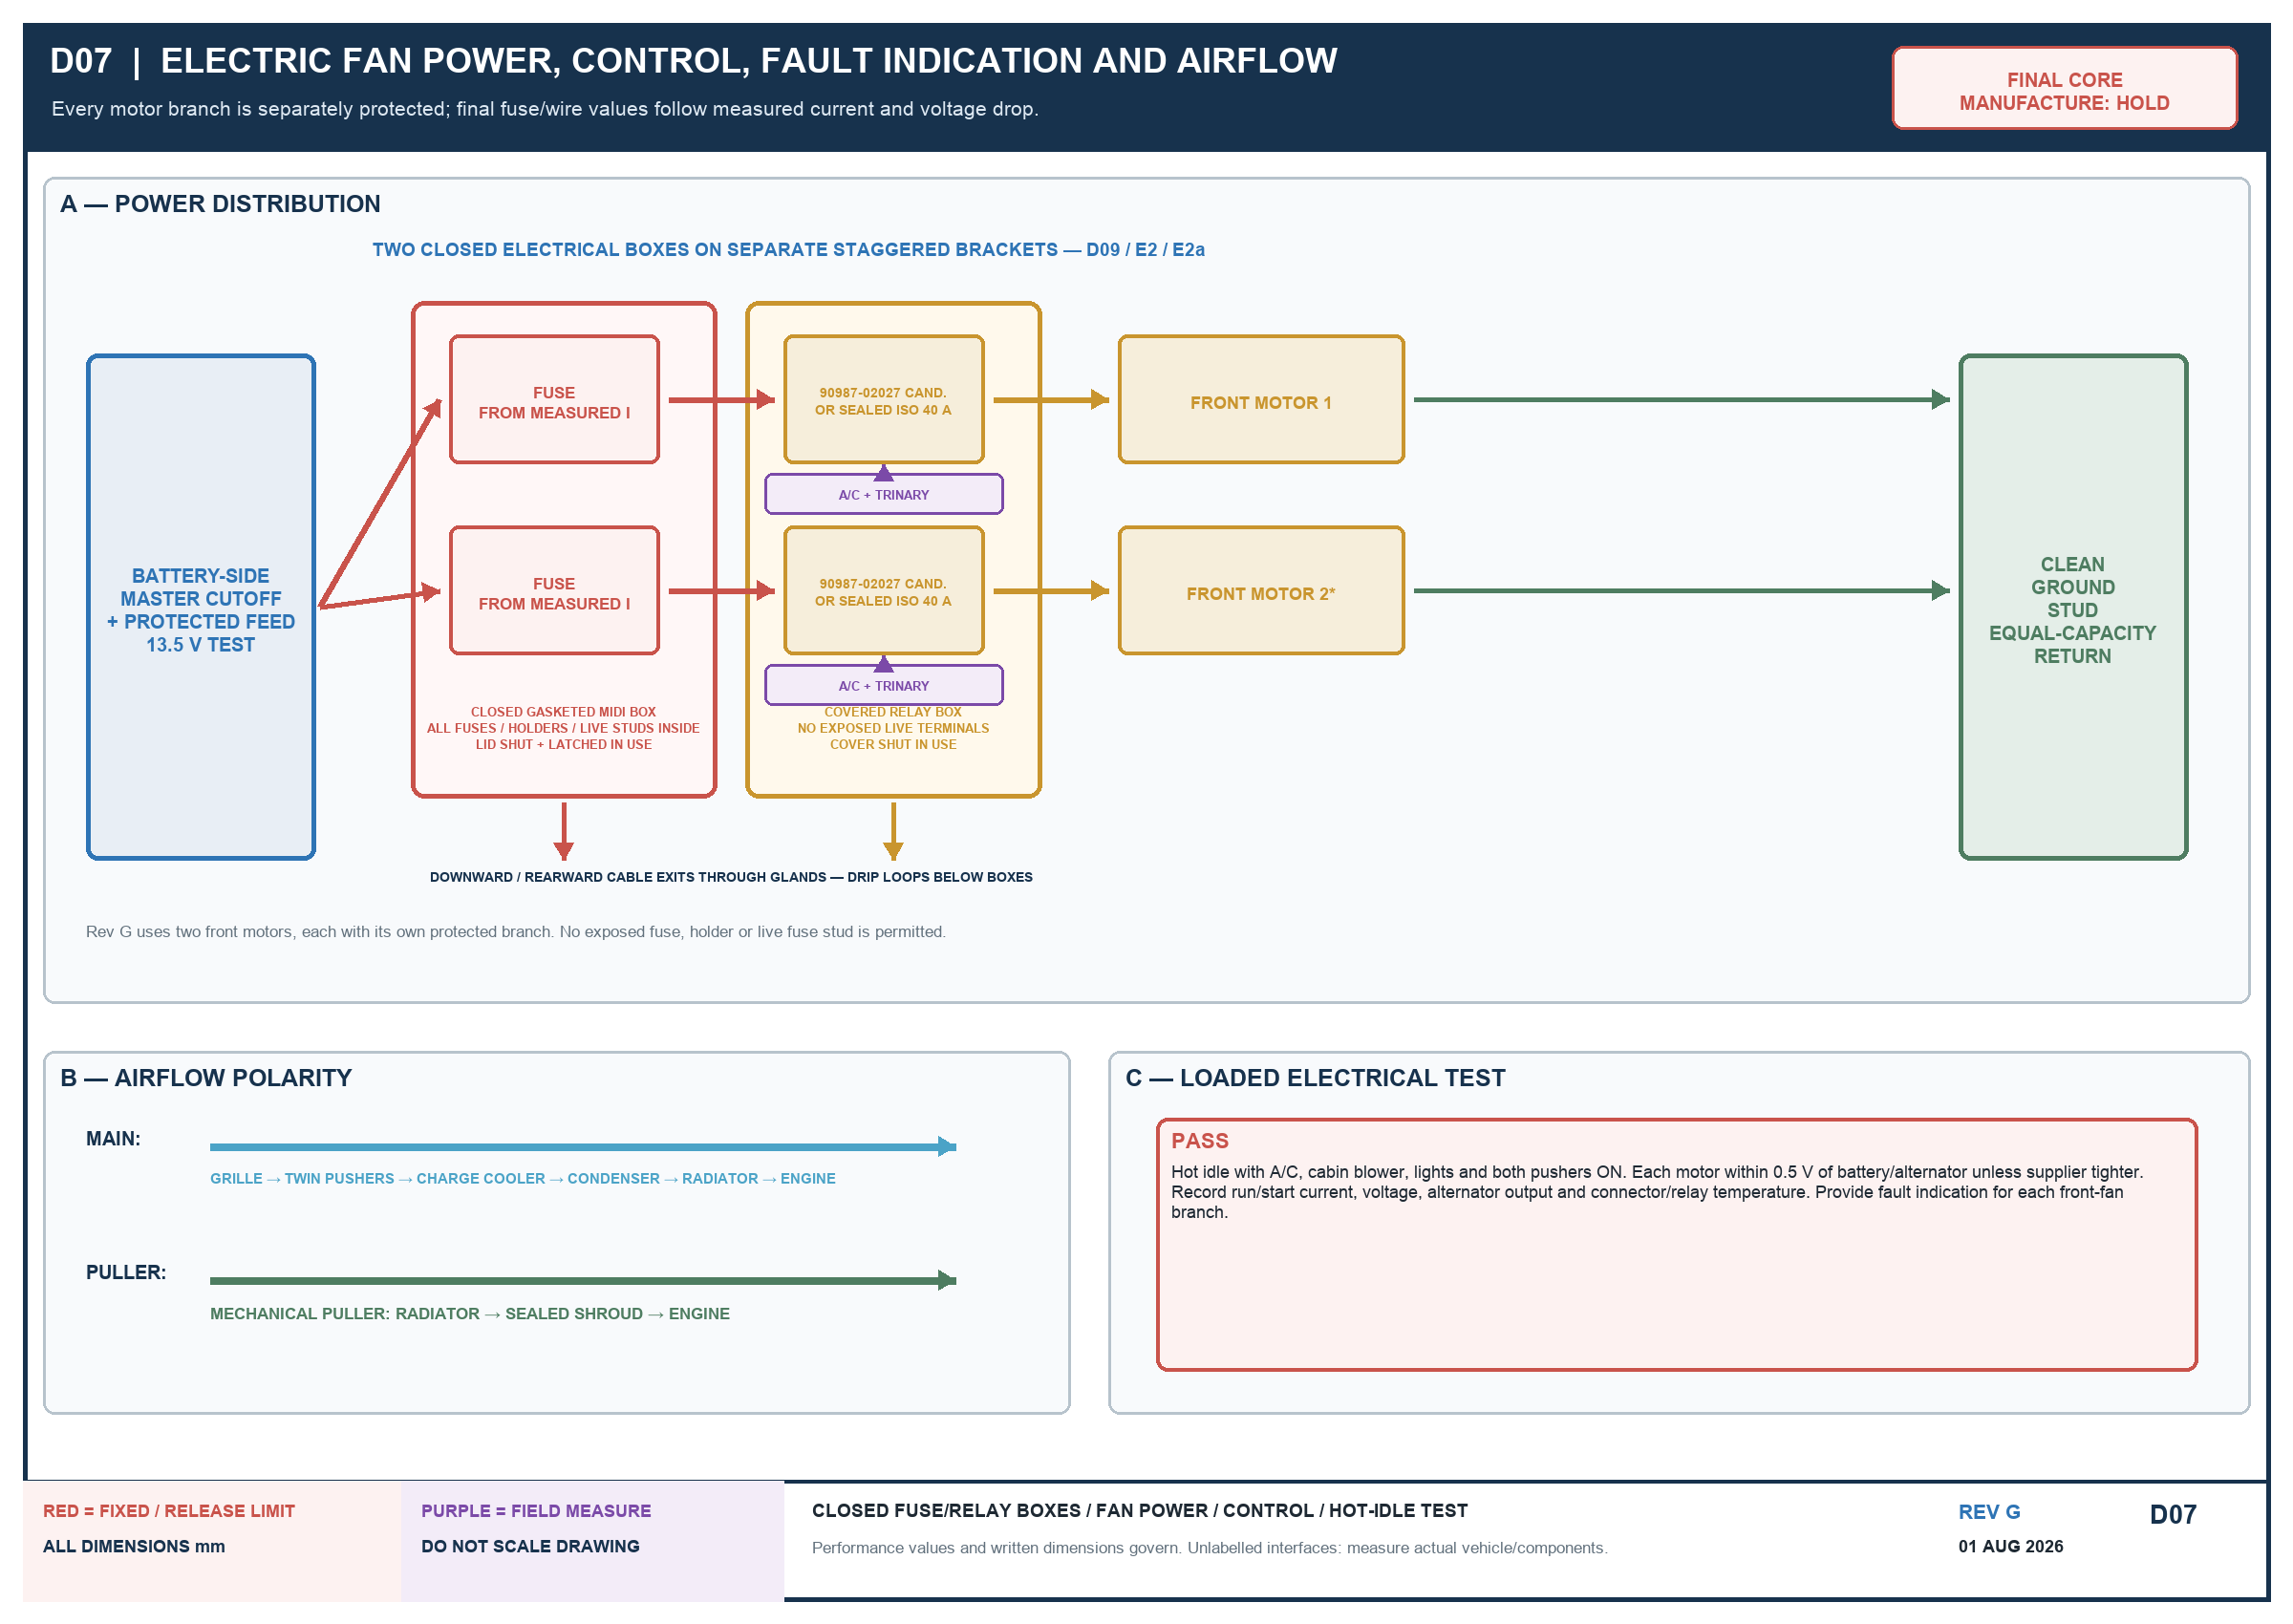 D07 | ELECTRIC FAN POWER, CONTROL, FAULT INDICATION AND AIRFLOW
Every motor branch is separately protected; final fuse/wire values follow measured current and voltage drop.
FINAL CORE
MANUFACTURE: HOLD
A — POWER DISTRIBUTION
TWO CLOSED ELECTRICAL BOXES ON SEPARATE STAGGERED BRACKETS — D09 / E2 / E2a
BATTERY-SIDE
MASTER CUTOFF
+ PROTECTED FEED
13.5 V TEST
FUSE
FROM MEASURED I
90987-02027 CAND.
OR SEALED ISO 40 A
FRONT MOTOR 1
A/C + TRINARY
FUSE
FROM MEASURED I
90987-02027 CAND.
OR SEALED ISO 40 A
FRONT MOTOR 2*
A/C + TRINARY
CLOSED GASKETED MIDI BOX
ALL FUSES / HOLDERS / LIVE STUDS INSIDE
LID SHUT + LATCHED IN USE
COVERED RELAY BOX
NO EXPOSED LIVE TERMINALS
COVER SHUT IN USE
CLEAN
GROUND
STUD
EQUAL-CAPACITY
RETURN
DOWNWARD / REARWARD CABLE EXITS THROUGH GLANDS — DRIP LOOPS BELOW BOXES
Rev G uses two front motors, each with its own protected branch. No exposed fuse, holder or live fuse stud is permitted.
B — AIRFLOW POLARITY
MAIN:
GRILLE → TWIN PUSHERS → CHARGE COOLER → CONDENSER → RADIATOR → ENGINE
PULLER:
MECHANICAL PULLER: RADIATOR → SEALED SHROUD → ENGINE
C — LOADED ELECTRICAL TEST
PASS
Hot idle with A/C, cabin blower, lights and both pushers ON. Each motor within 0.5 V of battery/alternator unless supplier tighter.
Record run/start current, voltage, alternator output and connector/relay temperature. Provide fault indication for each front-fan
branch.
RED = FIXED / RELEASE LIMIT
ALL DIMENSIONS mm
PURPLE = FIELD MEASURE
DO NOT SCALE DRAWING
CLOSED FUSE/RELAY BOXES / FAN POWER / CONTROL / HOT-IDLE TEST
Performance values and written dimensions govern. Unlabelled interfaces: measure actual vehicle/components.
REV G
01 AUG 2026
D07